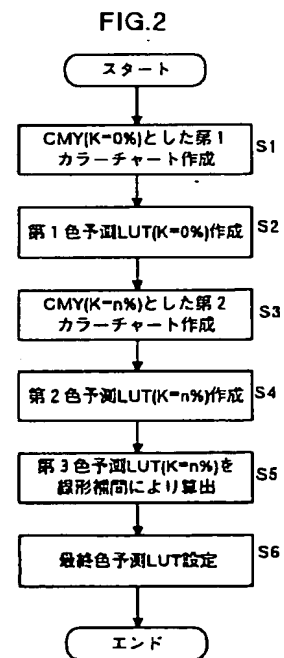 FIG.2
スタート
CMY(K=0%)とした第1
カラーチャート作成
S1
第1色予測LUT(K=0%)作成
S2
CMY(K=n%)とした第2
カラーチャート作成
S3
第2色予測LUT(K=n%)作成
S4
第3色予測LUT(K=n%)を
線形補間により算出
S5
最終色予測LUT設定
S6
エンド